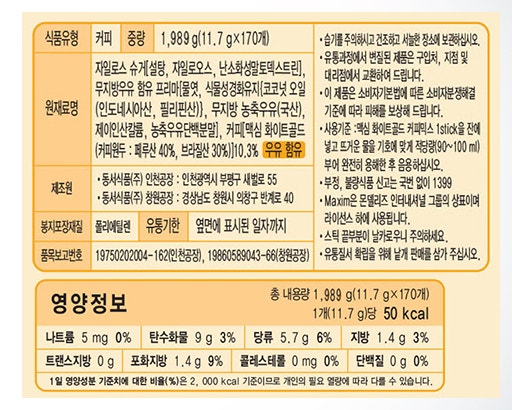 식품유형 커피 중량 1,989 g(11.7 g×170개)
원재료명 자일로스 슈거[설탕, 자일로오스, 난소화성말토덱스트린],
무지방우유 함유 프리마[물엿, 식물성경화유지(코코넛 오일
(인도네시아산, 필리핀산)}, 무지방 농축우유(국산),
제이인산칼륨, 농축우유단백분말], 커피[맥심 화이트골드
(커피원두 : 페루산 40%, 브라질산 30%)]10.3% 우유 함유
제조원 • 동서식품(주) 인천공장 : 인천광역시 부평구 새벌로 55
• 동서식품(주) 창원공장 : 경상남도 창원시 의창구 반계로 40
봉지포장재질 폴리에틸렌 유통기한 옆면에 표시된 일자까지
품목보고번호 19750202004-162(인천공장), 19860589043-66(창원공장)
• 습기를 주의하시고 건조하고 서늘한 장소에 보관하십시오.
• 유통과정에서 변질된 제품은 구입처, 지점 및
대리점에서 교환하여 드립니다.
• 이 제품은 소비자기본법에 따른 소비자분쟁해결
기준에 따라 피해를 보상해 드립니다.
• 사용기준 : 맥심 화이트골드 커피믹스 1stick을 잔에
넣고 뜨거운 물을 기호에 맞게 적당량(90~100 ml)
부어 완전히 용해한 후 음용하십시오.
• 부정, 불량식품 신고는 국번 없이 1399
• Maxim은 몬델리즈 인터내셔널 그룹의 상표이며
라이선스 하에 사용됩니다.
• 스틱 끝부분이 날카로우니 주의하세요.
• 유통질서 확립을 위해 낱개 판매를 삼가 주십시오.
영양정보 총 내용량 1,989 g(11.7 g×170개)
1개(11.7 g)당 50 kcal
나트륨 5 mg 0% 탄수화물 9 g 3% 당류 5.7 g 6% 지방 1.4 g 3%
트랜스지방 0 g 포화지방 1.4 g 9% 콜레스테롤 0 mg 0% 단백질 0 g 0%
1일 영양성분 기준치에 대한 비율(%)은 2, 000 kcal 기준이므로 개인의 필요 열량에 따라 다를 수 있습니다.